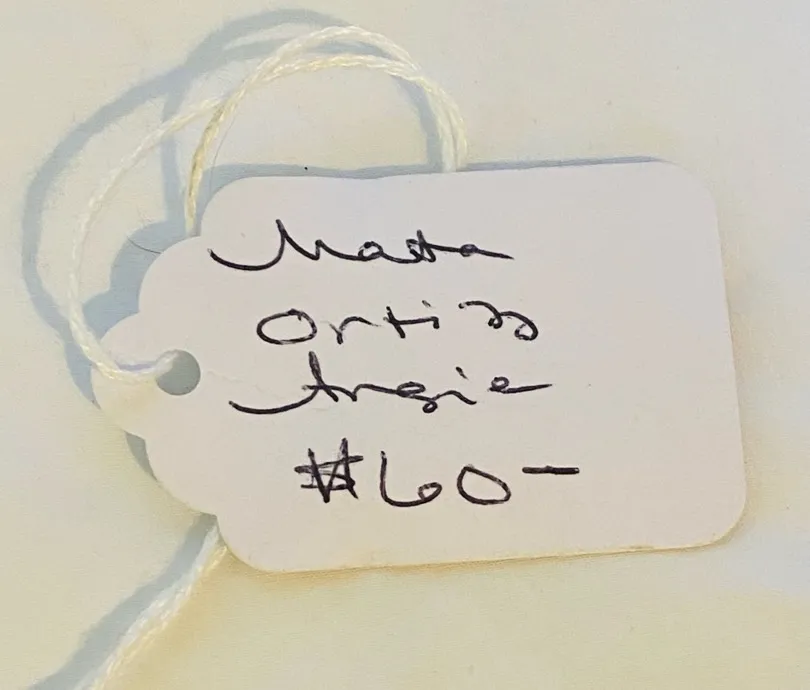 Mata
Ortiz
Angie
#60-